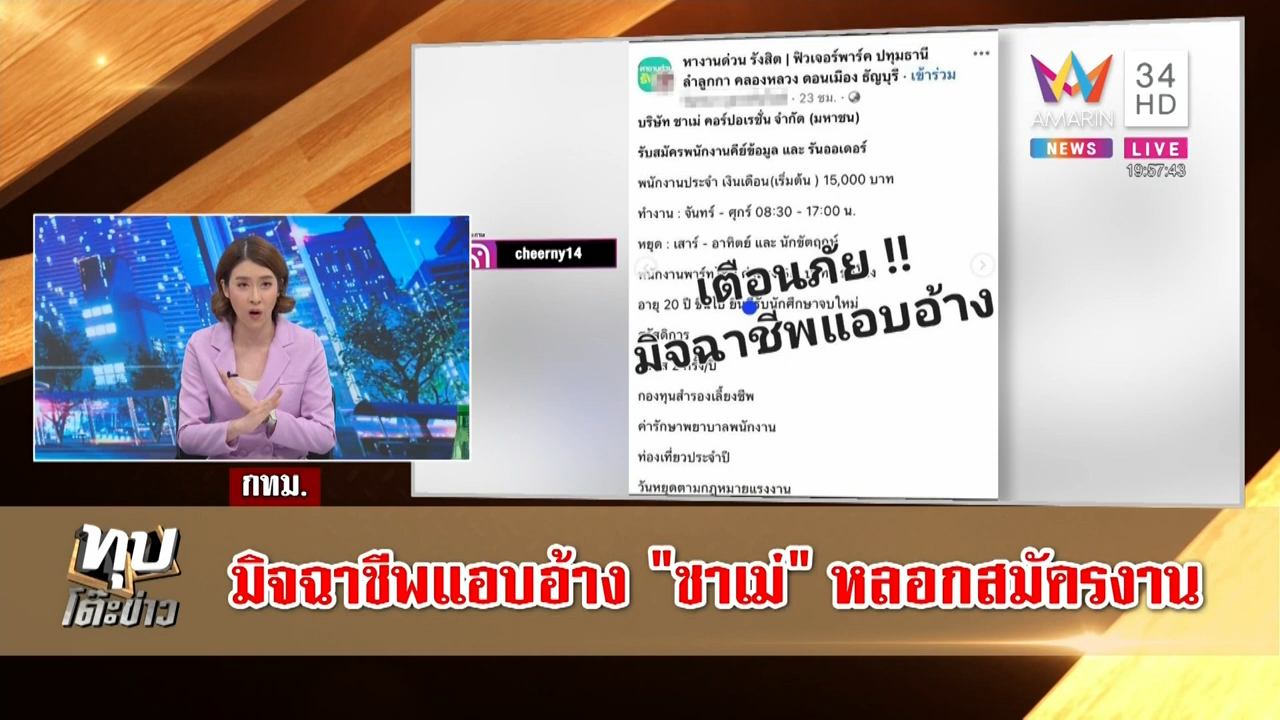 หางานด่วน รังสิต | ฟิวเจอร์พาร์ค ปทุมธานี
ลำลูกกา คลองหลวง ดอนเมือง ธัญบุรี · เข้าร่วม
· 23 ชม. ·
บริษัท ชาเม่ คอร์ปอเรชั่น จำกัด (มหาชน)
รับสมัครพนักงานคีย์ข้อมูล และ รันออเดอร์
พนักงานประจำ เงินเดือน(เริ่มต้น ) 15,000 บาท
ทำงาน : จันทร์ - ศุกร์ 08:30 - 17:00 น.
หยุด : เสาร์ - อาทิตย์ และ นักขัตฤกษ์
เตือนภัย !!
อายุ 20 ปี
มิจฉาชีพแอบอ้าง
กองทุนสำรองเลี้ยงชีพ
ค่ารักษาพยาบาลพนักงาน
ท่องเที่ยวประจำปี
วันหยุดตามกฎหมายแรงงาน
AMARIN
34
HD
NEWS
LIVE
19:57:43
cheerny14
กทม.
ทุบ
โต๊ะข่าว
มิจฉาชีพแอบอ้าง "ชาเม่" หลอกสมัครงาน